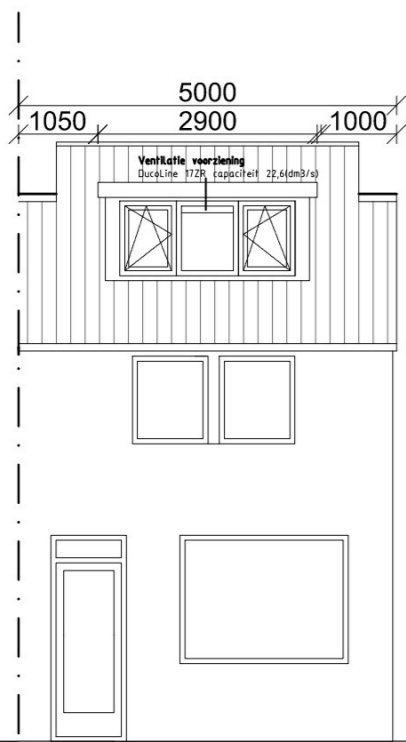 5000
1050 2900 1000
Ventilatie voorziening
DucoLine 17ZR capaciteit 22,6(dm3/s)